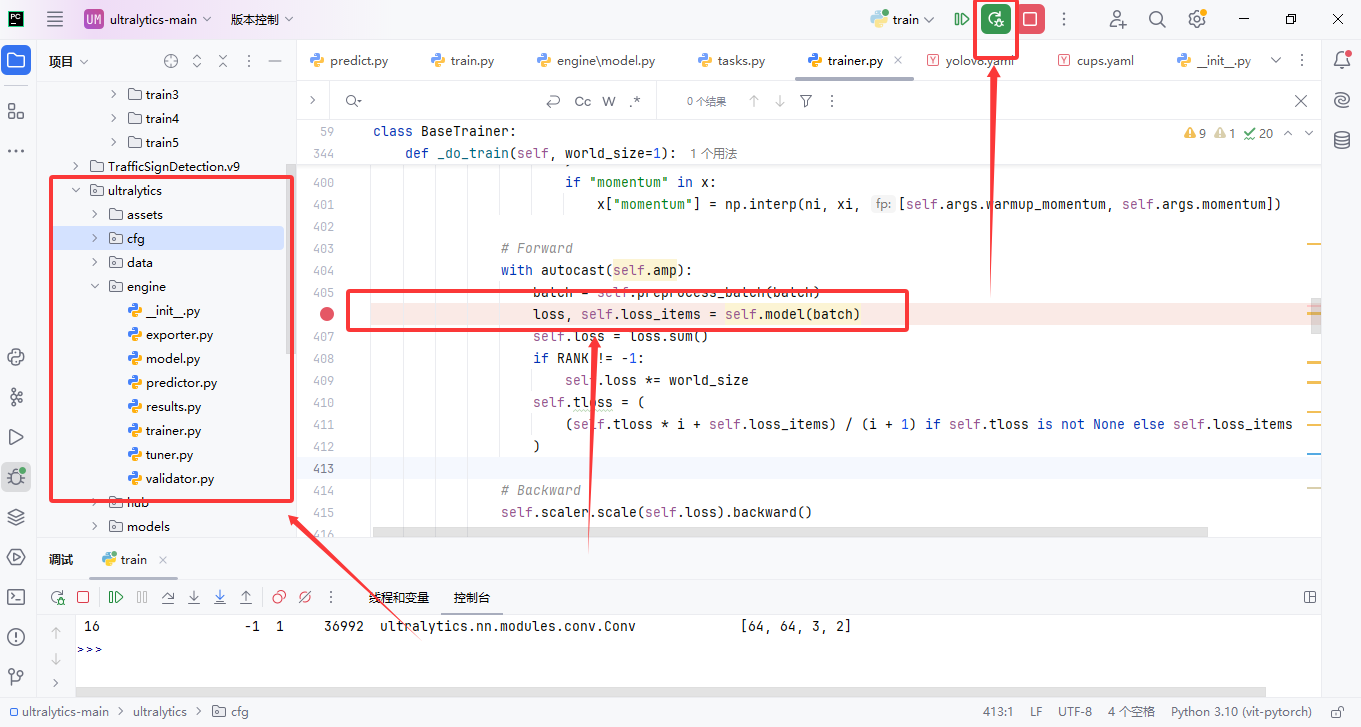 PC UM ultralytics-main 版本控制 train
项目 predict.py train.py engine\model.py tasks.py trainer.py yolov8.yaml cups.yaml __init__.py
train3
train4
train5
TrafficSignDetection.v9
ultralytics
assets
cfg
data
engine
__init__.py
exporter.py
model.py
predictor.py
results.py
trainer.py
tuner.py
validator.py
hub
models
Cc W .* 0 个结果
59 class BaseTrainer: 9 1 20
344 def _do_train(self, world_size=1): 1 个用法
400 if "momentum" in x:
401 x["momentum"] = np.interp(ni, xi, fp: [self.args.warmup_momentum, self.args.momentum])
402
403 # Forward
404 with autocast(self.amp):
405 batch = self.preprocess_batch(batch)
loss, self.loss_items = self.model(batch)
407 self.loss = loss.sum()
408 if RANK != -1:
409 self.loss *= world_size
410 self.tloss = (
411 (self.tloss * i + self.loss_items) / (i + 1) if self.tloss is not None else self.loss_items
412 )
413
414 # Backward
415 self.scaler.scale(self.loss).backward()
416
调试 train
线程和变量 控制台
16 -1 1 36992 ultralytics.nn.modules.conv.Conv [64, 64, 3, 2]
>>>
ultralytics-main > ultralytics > cfg 413:1 LF UTF-8 4 个空格 Python 3.10 (vit-pytorch)